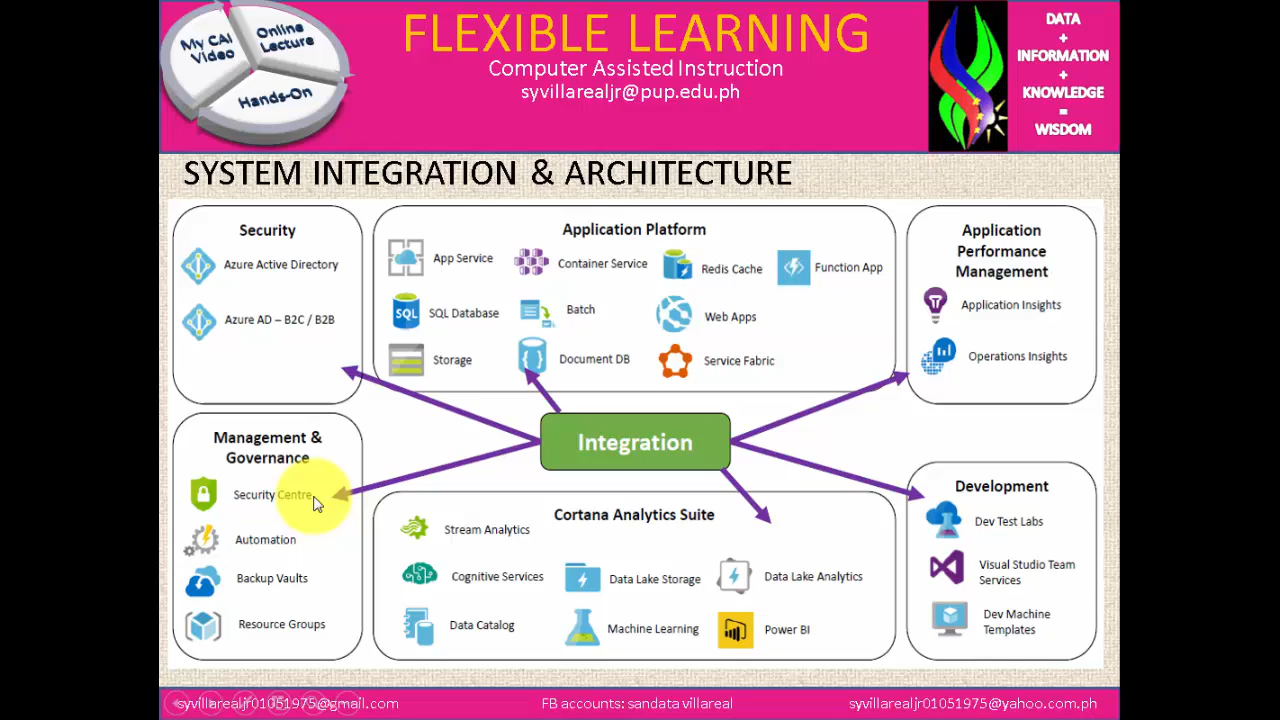 My CAI
Video
Online
Lecture
Hands-On
FLEXIBLE LEARNING
Computer Assisted Instruction
syvillarealjr@pup.edu.ph
DATA
+
INFORMATION
+
KNOWLEDGE
=
WISDOM
SYSTEM INTEGRATION & ARCHITECTURE
Security
Azure Active Directory
Azure AD – B2C / B2B
Application Platform
App Service
Container Service
Redis Cache
Function App
SQL
SQL Database
Batch
Web Apps
Storage
Document DB
Service Fabric
Application
Performance
Management
Application Insights
Operations Insights
Integration
Management &
Governance
Security Centre
Automation
Backup Vaults
Resource Groups
Cortana Analytics Suite
Stream Analytics
Cognitive Services
Data Lake Storage
Data Lake Analytics
Data Catalog
Machine Learning
Power BI
Development
Dev Test Labs
Visual Studio Team
Services
Dev Machine
Templates
syvillarealjr01051975@gmail.com
FB accounts: sandata villareal
syvillarealjr01051975@yahoo.com.ph